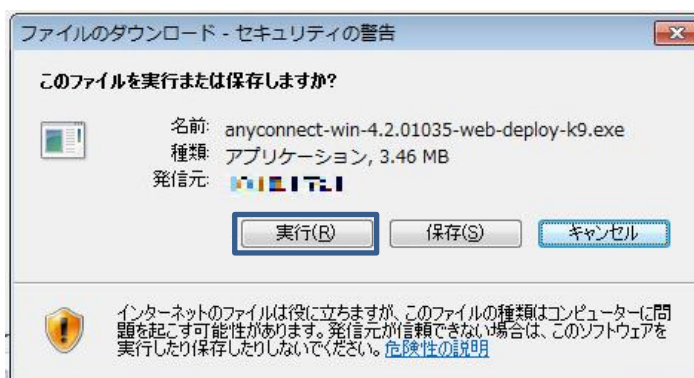 ファイルのダウンロード - セキュリティの警告
このファイルを実行または保存しますか?
名前: anyconnect-win-4.2.01035-web-deploy-k9.exe
種類: アプリケーション, 3.46 MB
発信元:
実行(R) 保存(S) キャンセル
インターネットのファイルは役に立ちますが、このファイルの種類はコンピューターに問
題を起こす可能性があります。発信元が信頼できない場合は、このソフトウェアを
実行したり保存したりしないでください。危険性の説明